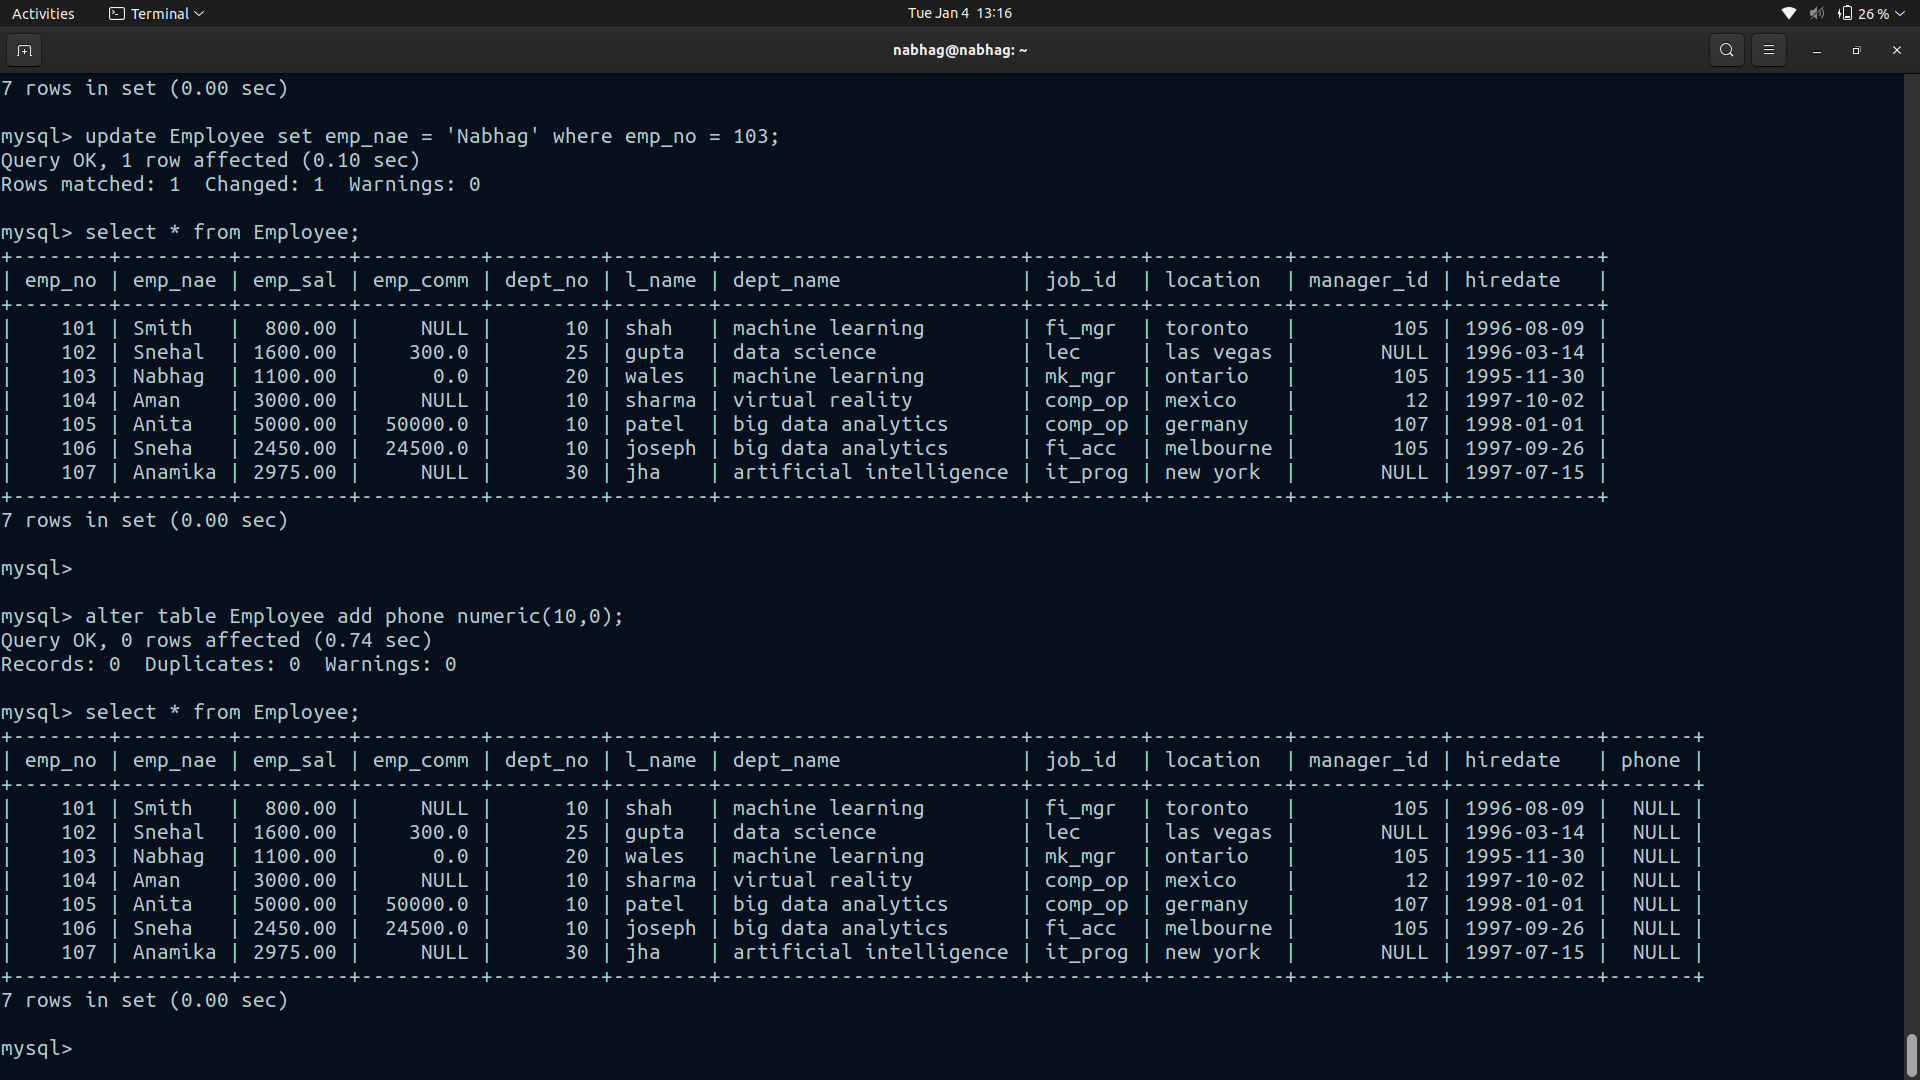 Activities Terminal Tue Jan 4 13:16 26 %
nabhag@nabhag: ~
7 rows in set (0.00 sec)
mysql> update Employee set emp_nae = 'Nabhag' where emp_no = 103;
Query OK, 1 row affected (0.10 sec)
Rows matched: 1  Changed: 1  Warnings: 0
mysql> select * from Employee;
+--------+---------+---------+-----------+---------+--------+-------------------------+---------+-----------+------------+------------+
| emp_no | emp_nae | emp_sal | emp_comm | dept_no | l_name | dept_name               | job_id  | location  | manager_id | hiredate   |
+--------+---------+---------+----------+---------+--------+-------------------------+---------+-----------+------------+------------+
|    101 | Smith   |  800.00 |     NULL |      10 | shah   | machine learning        | fi_mgr  | toronto   |        105 | 1996-08-09 |
|    102 | Snehal  | 1600.00 |    300.0 |      25 | gupta  | data science            | lec     | las vegas |       NULL | 1996-03-14 |
|    103 | Nabhag  | 1100.00 |      0.0 |      20 | wales  | machine learning        | mk_mgr  | ontario   |        105 | 1995-11-30 |
|    104 | Aman    | 3000.00 |     NULL |      10 | sharma | virtual reality         | comp_op | mexico    |         12 | 1997-10-02 |
|    105 | Anita   | 5000.00 |  50000.0 |      10 | patel  | big data analytics      | comp_op | germany   |        107 | 1998-01-01 |
|    106 | Sneha   | 2450.00 |  24500.0 |      10 | joseph | big data analytics      | fi_acc  | melbourne |        105 | 1997-09-26 |
|    107 | Anamika | 2975.00 |     NULL |      30 | jha    | artificial intelligence | it_prog | new york  |       NULL | 1997-07-15 |
+--------+---------+---------+----------+---------+--------+-------------------------+---------+-----------+------------+------------+
7 rows in set (0.00 sec)
mysql>
mysql> alter table Employee add phone numeric(10,0);
Query OK, 0 rows affected (0.74 sec)
Records: 0  Duplicates: 0  Warnings: 0
mysql> select * from Employee;
+--------+---------+---------+----------+---------+--------+-------------------------+---------+-----------+------------+------------+-------+
| emp_no | emp_nae | emp_sal | emp_comm | dept_no | l_name | dept_name               | job_id  | location  | manager_id | hiredate   | phone |
+--------+---------+---------+----------+---------+--------+-------------------------+---------+-----------+------------+------------+-------+
|    101 | Smith   |  800.00 |     NULL |      10 | shah   | machine learning        | fi_mgr  | toronto   |        105 | 1996-08-09 |  NULL |
|    102 | Snehal  | 1600.00 |    300.0 |      25 | gupta  | data science            | lec     | las vegas |       NULL | 1996-03-14 |  NULL |
|    103 | Nabhag  | 1100.00 |      0.0 |      20 | wales  | machine learning        | mk_mgr  | ontario   |        105 | 1995-11-30 |  NULL |
|    104 | Aman    | 3000.00 |     NULL |      10 | sharma | virtual reality         | comp_op | mexico    |         12 | 1997-10-02 |  NULL |
|    105 | Anita   | 5000.00 |  50000.0 |      10 | patel  | big data analytics      | comp_op | germany   |        107 | 1998-01-01 |  NULL |
|    106 | Sneha   | 2450.00 |  24500.0 |      10 | joseph | big data analytics      | fi_acc  | melbourne |        105 | 1997-09-26 |  NULL |
|    107 | Anamika | 2975.00 |     NULL |      30 | jha    | artificial intelligence | it_prog | new york  |       NULL | 1997-07-15 |  NULL |
+--------+---------+---------+----------+---------+--------+-------------------------+---------+-----------+------------+------------+-------+
7 rows in set (0.00 sec)
mysql>